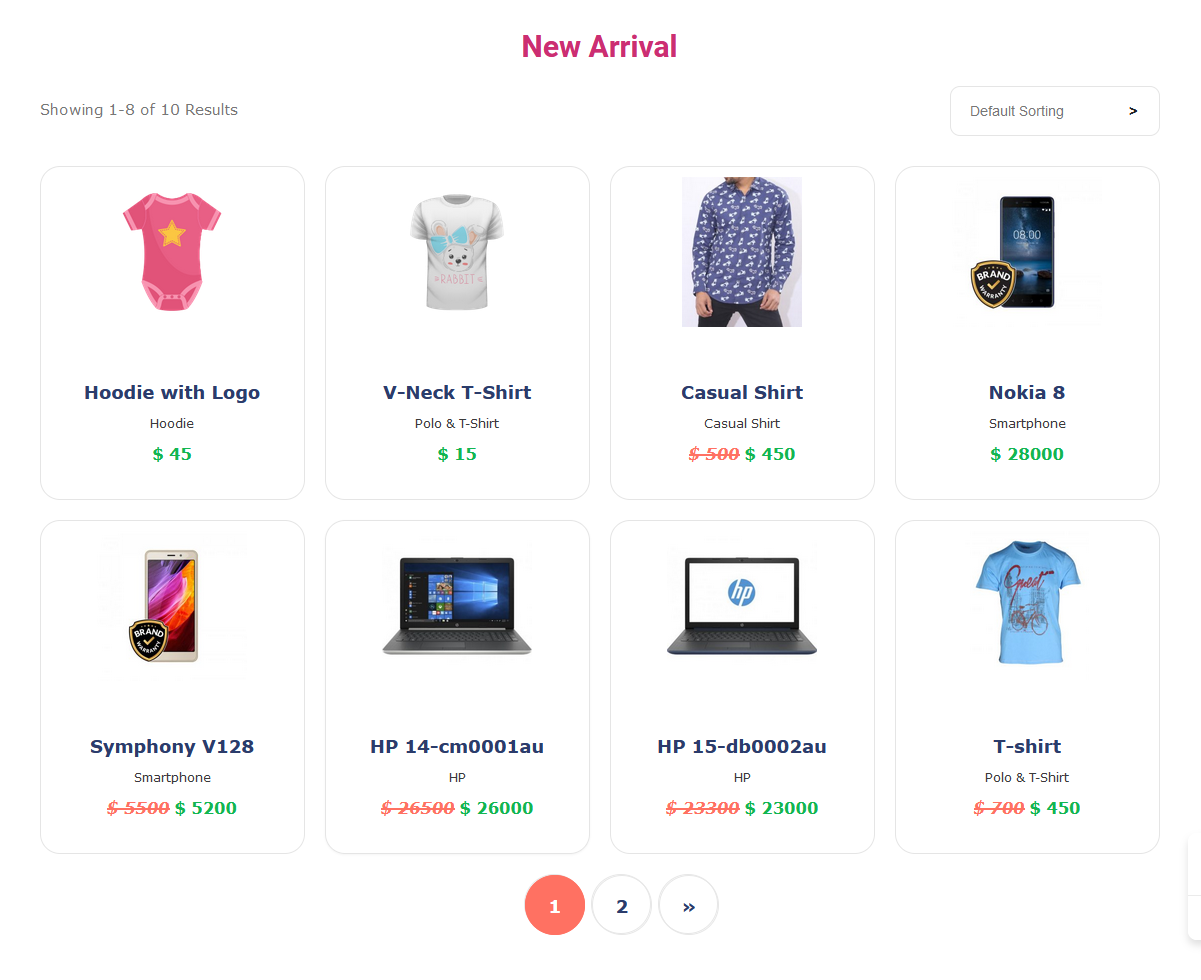 New Arrival
Showing 1-8 of 10 Results
Default Sorting >
RABBIT
08:00
BRAND
WARRANTY
Hoodie with Logo
Hoodie
$ 45
V-Neck T-Shirt
Polo & T-Shirt
$ 15
Casual Shirt
Casual Shirt
$ 500 $ 450
Nokia 8
Smartphone
$ 28000
BRAND
WARRANTY
hp
Great
Symphony V128
Smartphone
$ 5500 $ 5200
HP 14-cm0001au
HP
$ 26500 $ 26000
HP 15-db0002au
HP
$ 23300 $ 23000
T-shirt
Polo & T-Shirt
$ 700 $ 450
1 2 »